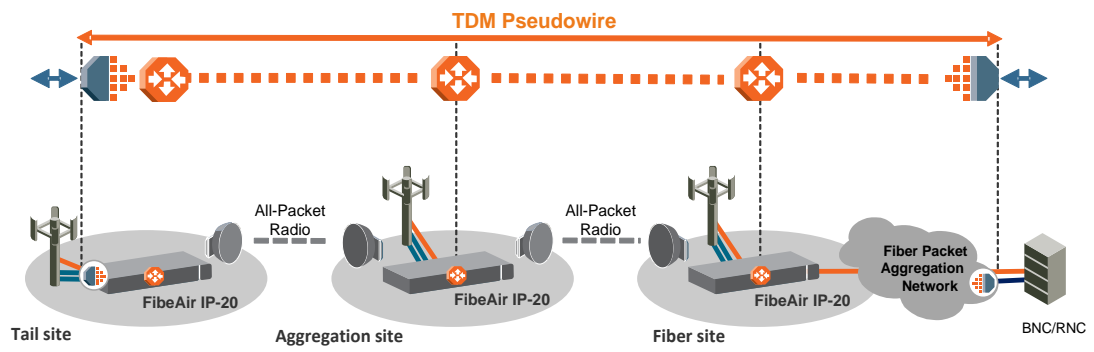 TDM Pseudowire
All-Packet
Radio
All-Packet
Radio
Fiber Packet
Aggregation
Network
FibeAir IP-20
FibeAir IP-20
FibeAir IP-20
Tail site
Aggregation site
Fiber site
BNC/RNC